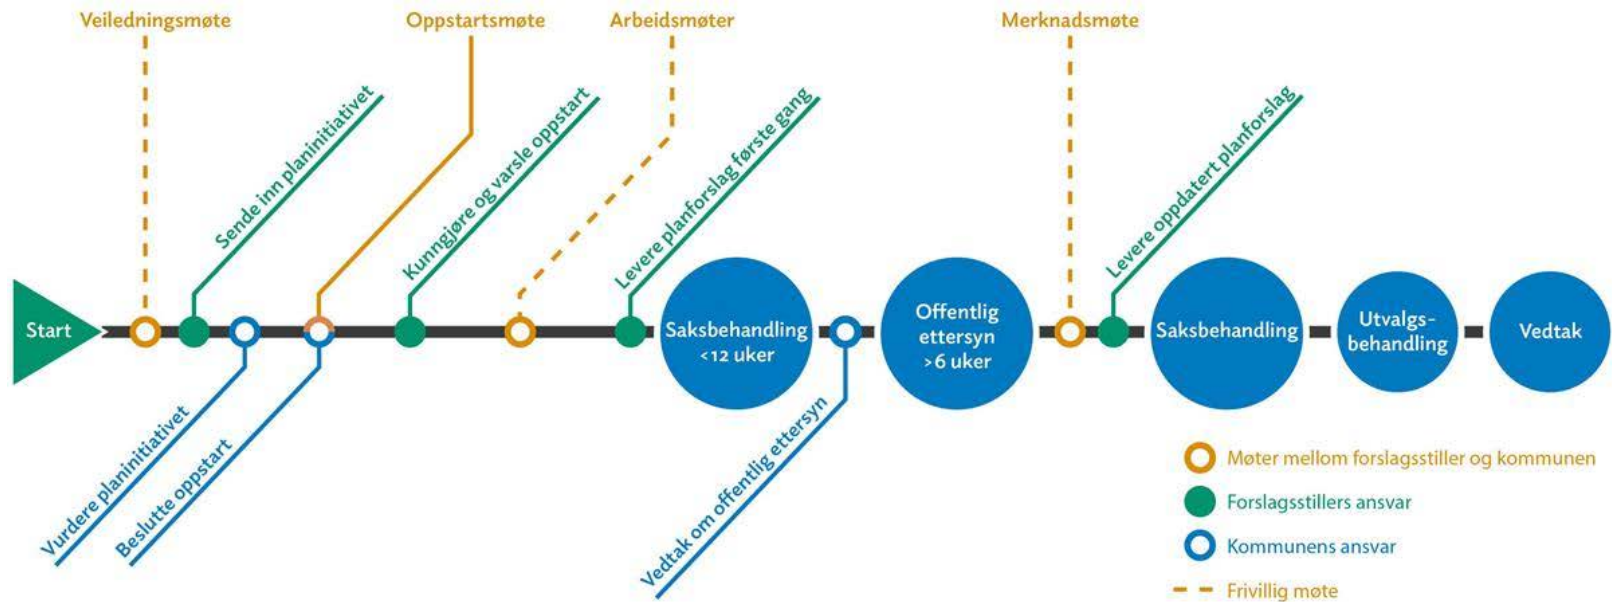 Veiledningsmøte
Oppstartsmøte
Arbeidsmøter
Merknadsmøte
Sende inn planinitiativet
Kunngjøre og varsle oppstart
Levere planforslag første gang
Levere oppdatert planforslag
Start
Saksbehandling
<12 uker
Offentlig
ettersyn
>6 uker
Saksbehandling
Utvalgs-
behandling
Vedtak
Vurdere planinitiativet
Beslutte oppstart
Vedtak om offentlig ettersyn
Møter mellom forslagsstiller og kommunen
Forslagsstillers ansvar
Kommunens ansvar
Frivillig møte